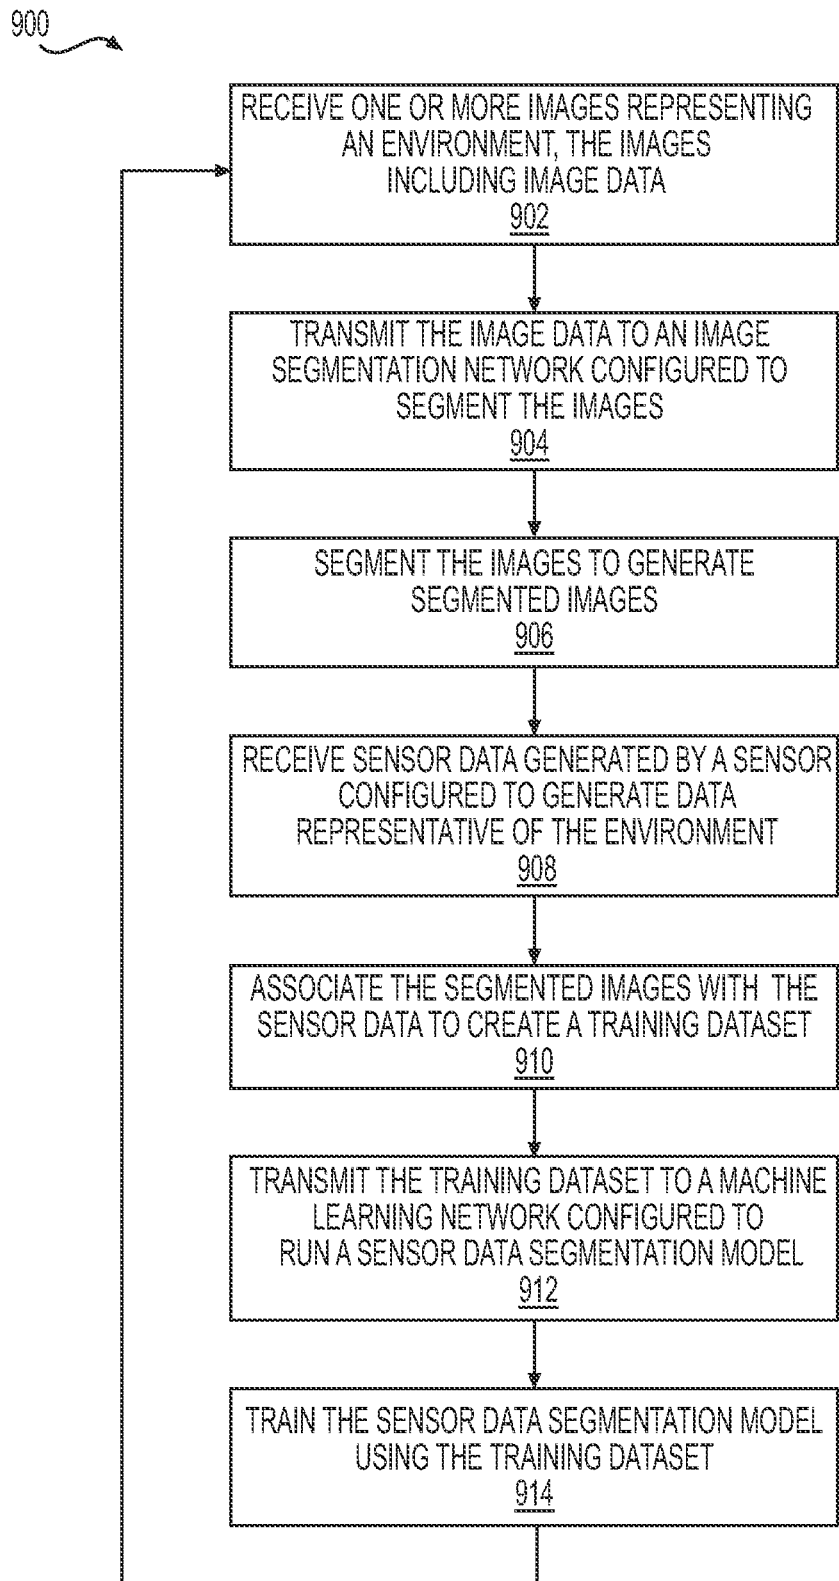 900
RECEIVE ONE OR MORE IMAGES REPRESENTING
AN ENVIRONMENT, THE IMAGES
INCLUDING IMAGE DATA
902
TRANSMIT THE IMAGE DATA TO AN IMAGE
SEGMENTATION NETWORK CONFIGURED TO
SEGMENT THE IMAGES
904
SEGMENT THE IMAGES TO GENERATE
SEGMENTED IMAGES
906
RECEIVE SENSOR DATA GENERATED BY A SENSOR
CONFIGURED TO GENERATE DATA
REPRESENTATIVE OF THE ENVIRONMENT
908
ASSOCIATE THE SEGMENTED IMAGES WITH THE
SENSOR DATA TO CREATE A TRAINING DATASET
910
TRANSMIT THE TRAINING DATASET TO A MACHINE
LEARNING NETWORK CONFIGURED TO
RUN A SENSOR DATA SEGMENTATION MODEL
912
TRAIN THE SENSOR DATA SEGMENTATION MODEL
USING THE TRAINING DATASET
914